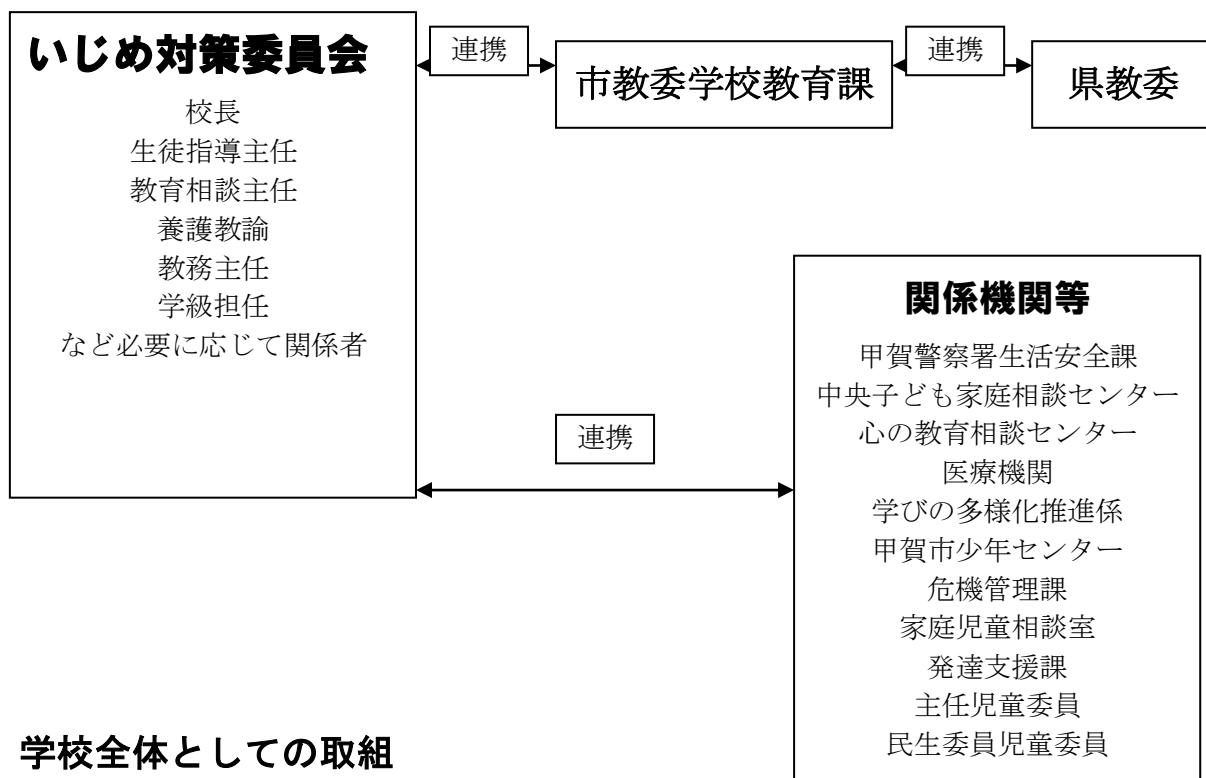 いじめ対策委員会
校長
生徒指導主任
教育相談主任
養護教諭
教務主任
学級担任
など必要に応じて関係者
連携
市教委学校教育課
連携
県教委
連携
関係機関等
甲賀警察署生活安全課
中央子ども家庭相談センター
心の教育相談センター
医療機関
学びの多様化推進係
甲賀市少年センター
危機管理課
家庭児童相談室
発達支援課
主任児童委員
民生委員児童委員
学校全体としての取組